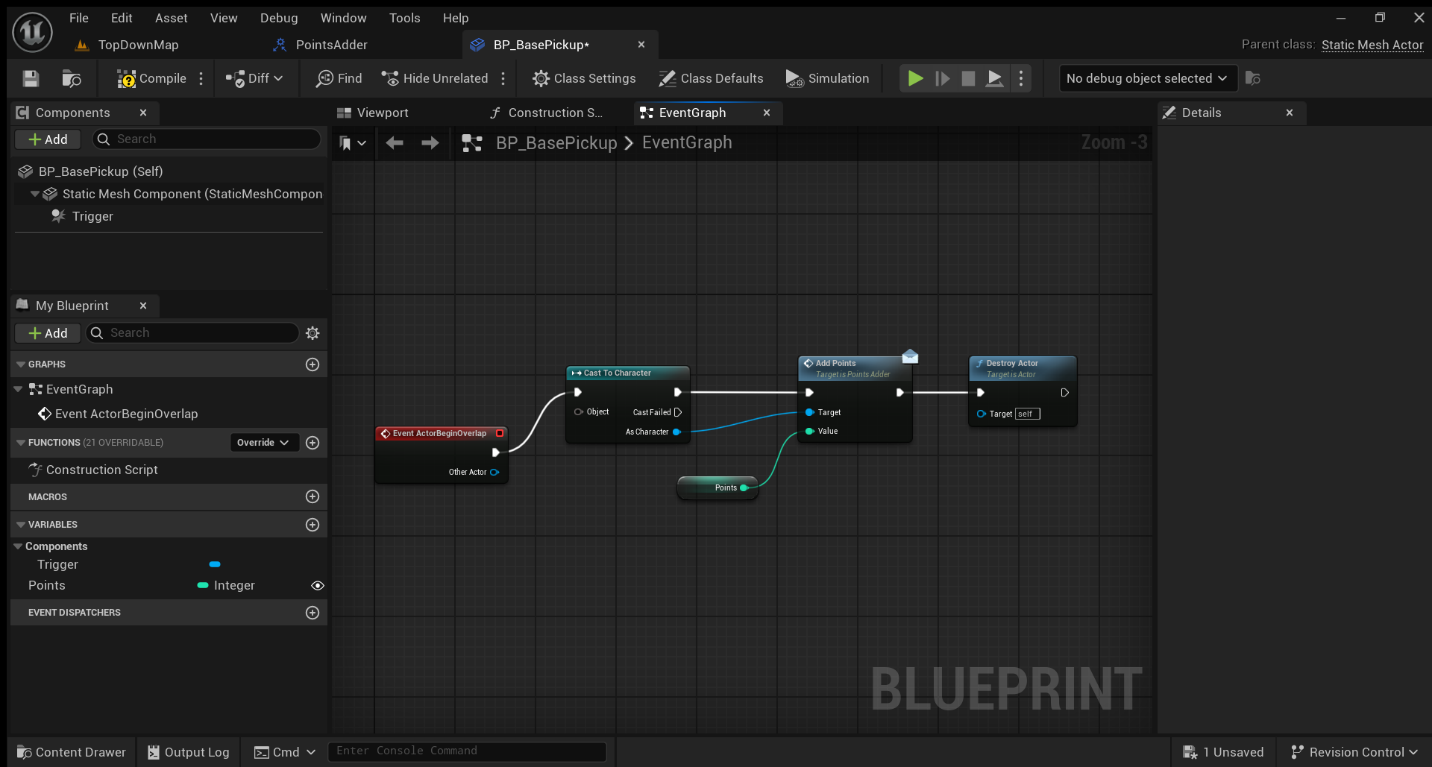 File Edit Asset View Debug Window Tools Help
TopDownMap PointsAdder BP_BasePickup* Parent class: Static Mesh Actor
Compile Diff Find Hide Unrelated Class Settings Class Defaults Simulation No debug object selected
Components
Add Search
BP_BasePickup (Self)
Static Mesh Component (StaticMeshCompon
Trigger
My Blueprint
Add Search
GRAPHS
EventGraph
Event ActorBeginOverlap
FUNCTIONS (21 OVERRIDABLE) Override
Construction Script
MACROS
VARIABLES
Components
Trigger
Points Integer
EVENT DISPATCHERS
Viewport Construction S... EventGraph
BP_BasePickup > EventGraph Zoom -3
Event ActorBeginOverlap
Other Actor
Cast To Character
Object Cast Failed
As Character
Points
Add Points
Target is Points Adder
Target
Value
Destroy Actor
Target is Actor
Target self
BLUEPRINT
Details
Content Drawer Output Log Cmd Enter Console Command 1 Unsaved Revision Control